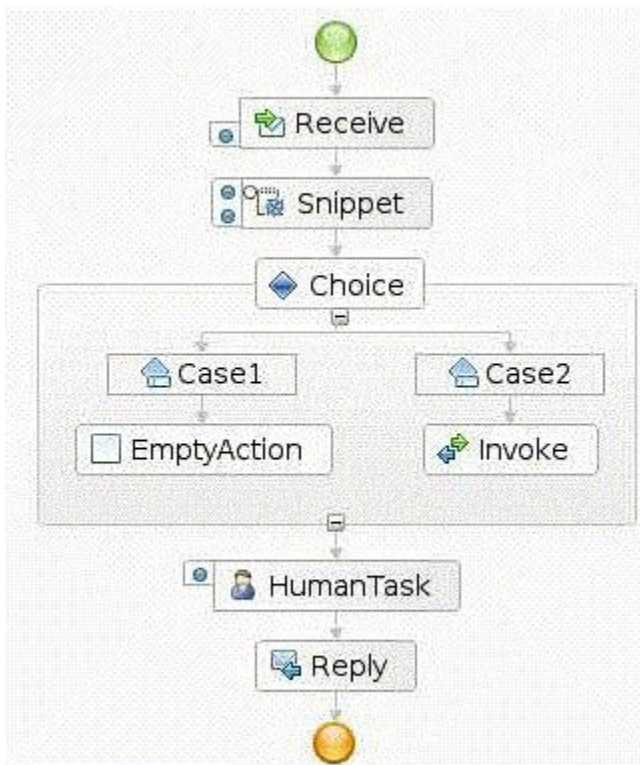 Receive
Snippet
Choice
Case1
Case2
EmptyAction
Invoke
HumanTask
Reply